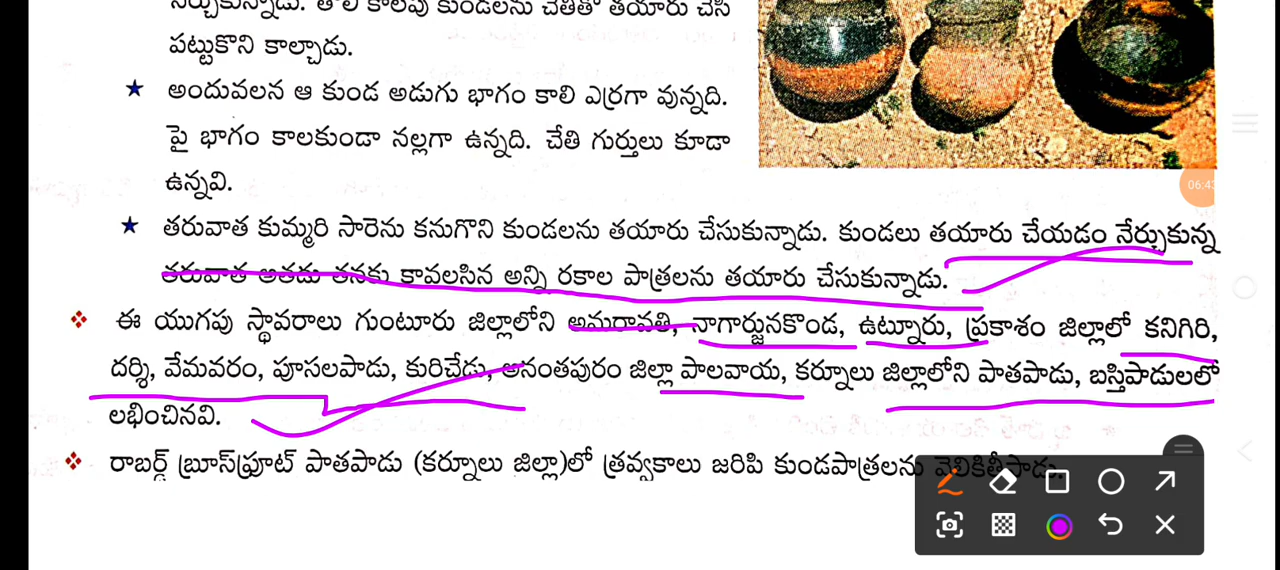 నేర్చుకున్నాడు. తొలి కాలపు కుండలను చేతితో తయారు చేసి
పట్టుకొని కాల్చాడు.
★ అందువలన ఆ కుండ అడుగు భాగం కాలి ఎర్రగా వున్నది.
పై భాగం కాలకుండా నల్లగా ఉన్నది. చేతి గుర్తులు కూడా
ఉన్నవి.
★ తరువాత కుమ్మరి సారెను కనుగొని కుండలను తయారు చేసుకున్నాడు. కుండలు తయారు చేయడం నేర్చుకున్న
తరువాత అతడు తనకు కావలసిన అన్ని రకాల పాత్రలను తయారు చేసుకున్నాడు.
❖ ఈ యుగపు స్థావరాలు గుంటూరు జిల్లాలోని అమరావతి, నాగార్జునకొండ, ఉట్నూరు, ప్రకాశం జిల్లాలో కనిగిరి,
దర్శి, వేమవరం, పూసలపాడు, కురిచేడు, అనంతపురం జిల్లా పాలవాయ, కర్నూలు జిల్లాలోని పాతపాడు, బస్తిపాడులలో
లభించినవి.
❖ రాబర్డ్ బ్రూస్‌ఫ్రూట్ పాతపాడు (కర్నూలు జిల్లా)లో త్రవ్వకాలు జరిపి కుండపాత్రలను వెలికితీసాడు.
06:43